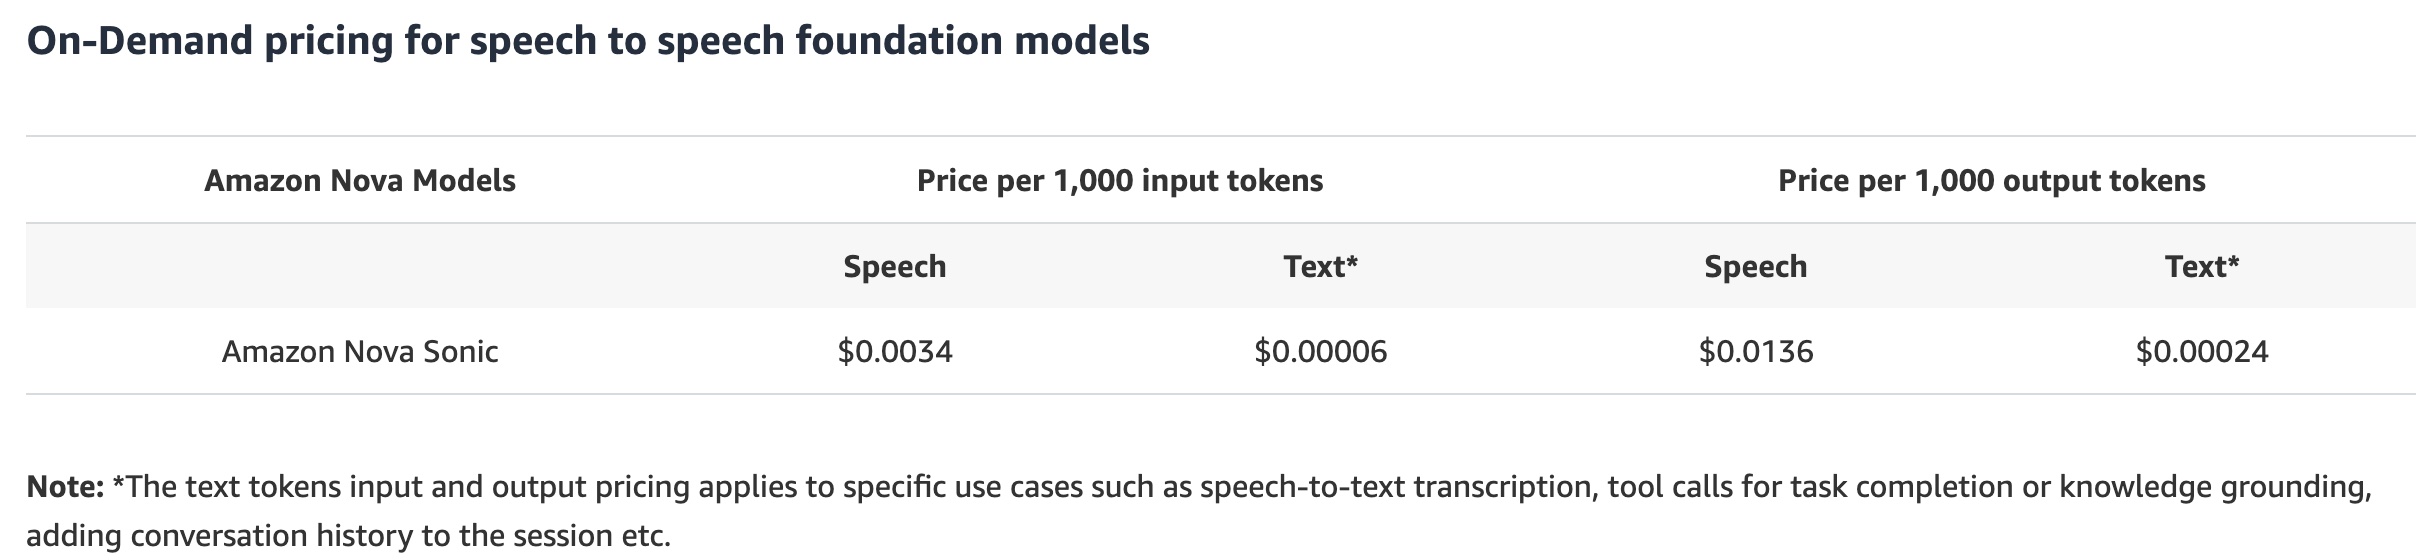 On-Demand pricing for speech to speech foundation models
Amazon Nova Models Price per 1,000 input tokens Price per 1,000 output tokens
Speech Text* Speech Text*
Amazon Nova Sonic $0.0034 $0.00006 $0.0136 $0.00024
Note: *The text tokens input and output pricing applies to specific use cases such as speech-to-text transcription, tool calls for task completion or knowledge grounding,
adding conversation history to the session etc.